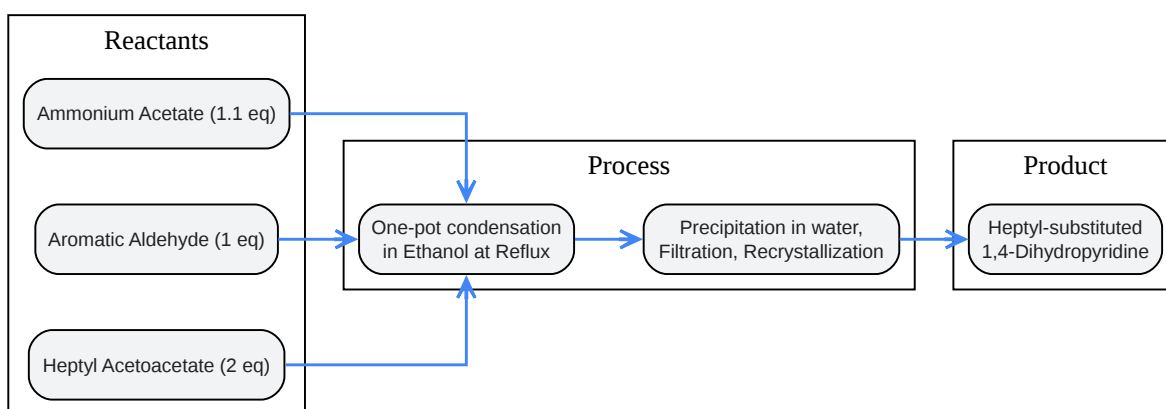 Reactants
Ammonium Acetate (1.1 eq)
Aromatic Aldehyde (1 eq)
Heptyl Acetoacetate (2 eq)
Process
One-pot condensation
in Ethanol at Reflux
Precipitation in water,
Filtration, Recrystallization
Product
Heptyl-substituted
1,4-Dihydropyridine